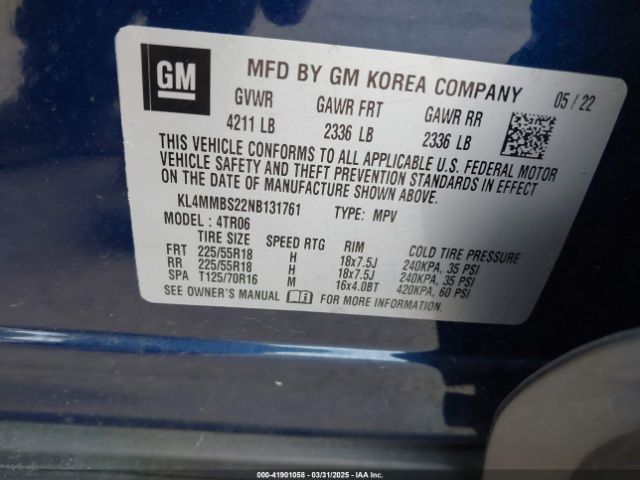 GM
MFD BY GM KOREA COMPANY 05 / 22
GVWR GAWR FRT GAWR RR
4211 LB 2336 LB 2336 LB
THIS VEHICLE CONFORMS TO ALL APPLICABLE U.S. FEDERAL MOTOR
VEHICLE SAFETY AND THEFT PREVENTION STANDARDS IN EFFECT
ON THE DATE OF MANUFACTURE SHOWN ABOVE.
KL4MMBS22NB131761 TYPE: MPV
MODEL : 4TR06
TIRE SIZE SPEED RTG RIM COLD TIRE PRESSURE
FRT 225/55R18 H 18x7.5J 240KPA, 35 PSI
RR 225/55R18 H 18x7.5J 240KPA, 35 PSI
SPA T125/70R16 M 16x4.0BT 420KPA, 60 PSI
SEE OWNER'S MANUAL FOR MORE INFORMATION.
000-41901058 - 03/31/2025 - IAA Inc.